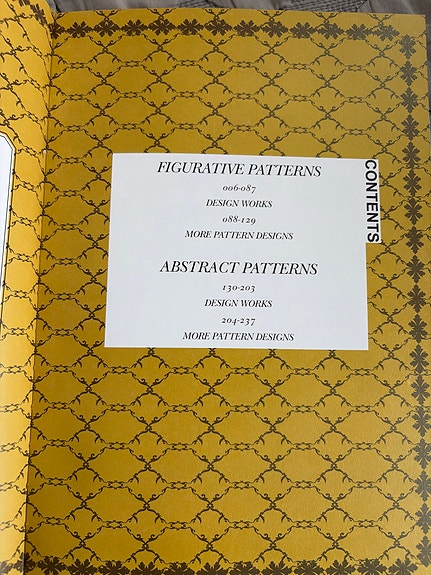 CONTENTS
FIGURATIVE PATTERNS
006-087
DESIGN WORKS
088-129
MORE PATTERN DESIGNS
ABSTRACT PATTERNS
130-203
DESIGN WORKS
204-237
MORE PATTERN DESIGNS